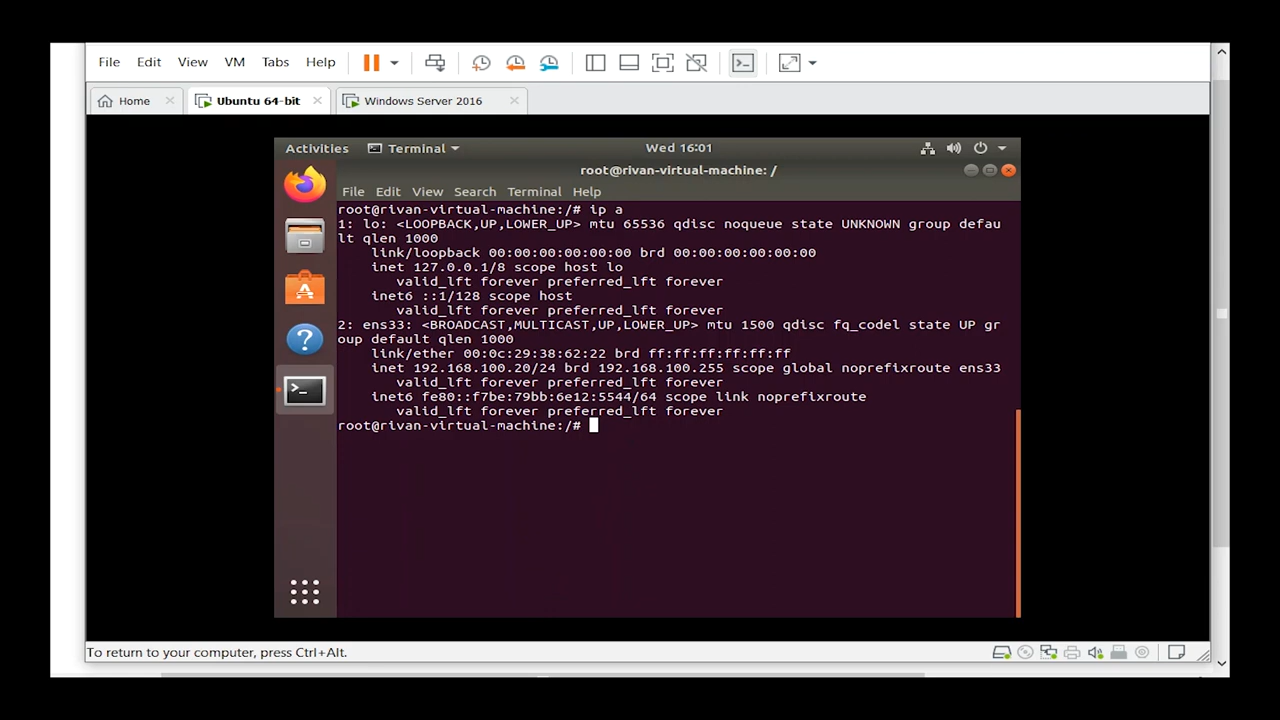 File Edit View VM Tabs Help
Home Ubuntu 64-bit Windows Server 2016
Activities Terminal Wed 16:01
root@rivan-virtual-machine: /
File Edit View Search Terminal Help
root@rivan-virtual-machine:/# ip a
1: lo: <LOOPBACK,UP,LOWER_UP> mtu 65536 qdisc noqueue state UNKNOWN group defau
lt qlen 1000
link/loopback 00:00:00:00:00:00 brd 00:00:00:00:00:00
inet 127.0.0.1/8 scope host lo
valid_lft forever preferred_lft forever
inet6 ::1/128 scope host
valid_lft forever preferred_lft forever
2: ens33: <BROADCAST,MULTICAST,UP,LOWER_UP> mtu 1500 qdisc fq_codel state UP gr
oup default qlen 1000
link/ether 00:0c:29:38:62:22 brd ff:ff:ff:ff:ff:ff
inet 192.168.100.20/24 brd 192.168.100.255 scope global noprefixroute ens33
valid_lft forever preferred_lft forever
inet6 fe80::f7be:79bb:6e12:5544/64 scope link noprefixroute
valid_lft forever preferred_lft forever
root@rivan-virtual-machine:/#
To return to your computer, press Ctrl+Alt.